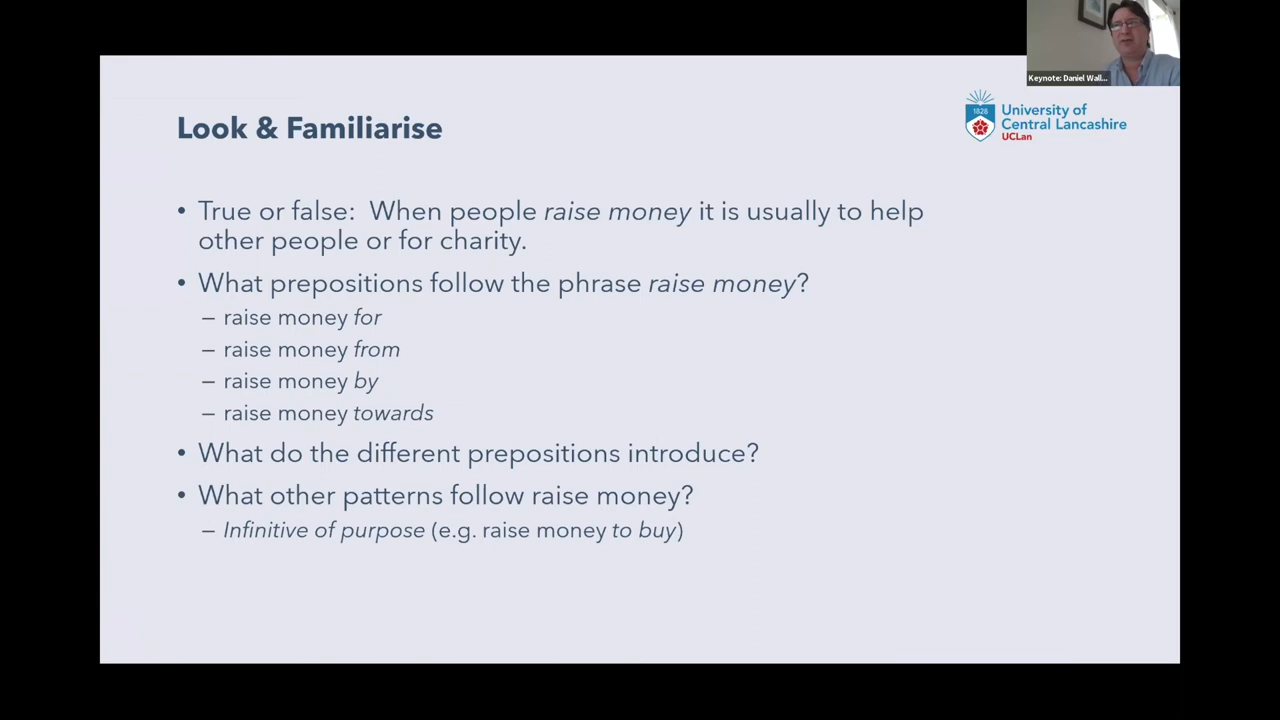 Keynote: Daniel Wall...
Look & Familiarise
1828
University of
Central Lancashire
UCLan
• True or false:  When people raise money it is usually to help
other people or for charity.
• What prepositions follow the phrase raise money?
– raise money for
– raise money from
– raise money by
– raise money towards
• What do the different prepositions introduce?
• What other patterns follow raise money?
– Infinitive of purpose (e.g. raise money to buy)